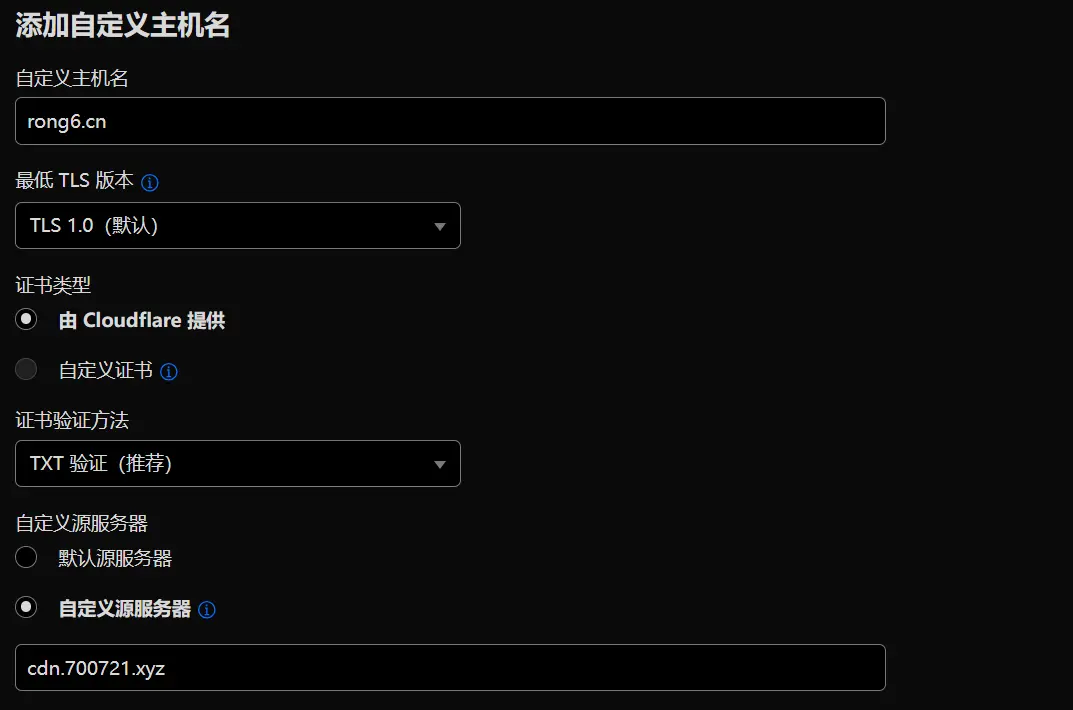 添加自定义主机名
自定义主机名
rong6.cn
最低 TLS 版本
TLS 1.0（默认）
证书类型
由 Cloudflare 提供
自定义证书
证书验证方法
TXT 验证（推荐）
自定义源服务器
默认源服务器
自定义源服务器
cdn.700721.xyz